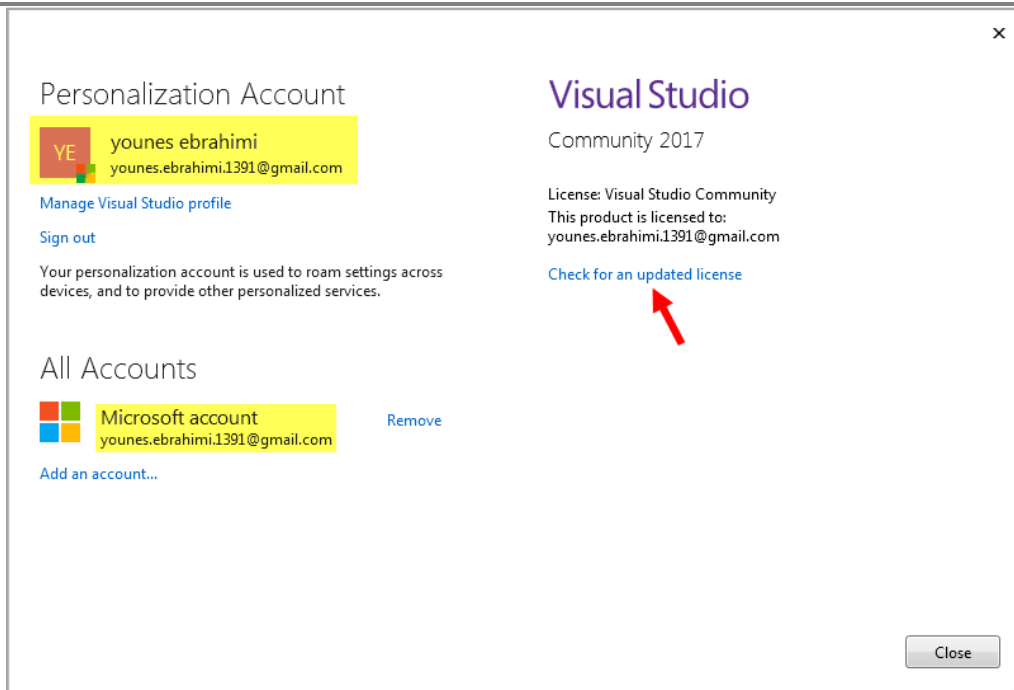 Personalization Account
YE
younes ebrahimi
younes.ebrahimi.1391@gmail.com
Manage Visual Studio profile
Sign out
Your personalization account is used to roam settings across
devices, and to provide other personalized services.
All Accounts
Microsoft account
younes.ebrahimi.1391@gmail.com
Remove
Add an account...
Visual Studio
Community 2017
License: Visual Studio Community
This product is licensed to:
younes.ebrahimi.1391@gmail.com
Check for an updated license
Close